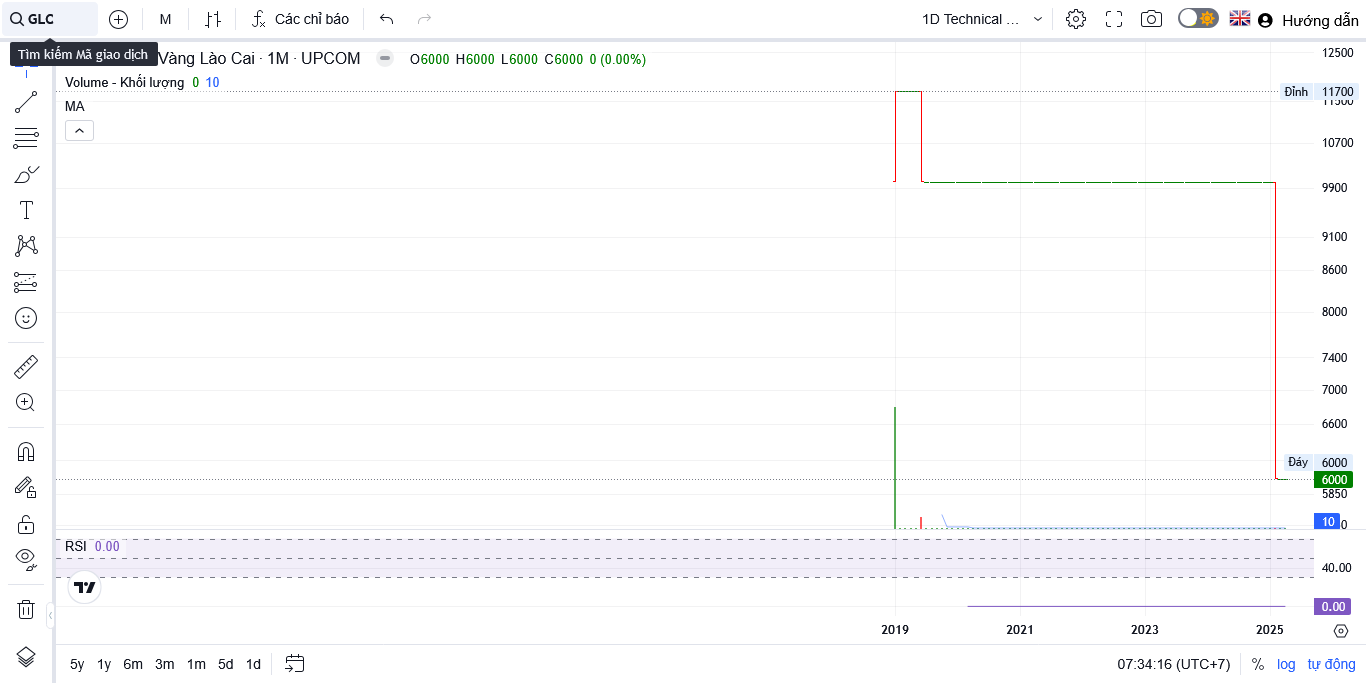 GLC
M
Các chỉ báo
1D Technical ...
Hướng dẫn
Tìm kiếm Mã giao dịch
Vàng Lào Cai · 1M · UPCOM
O6000 H6000 L6000 C6000 0 (0.00%)
Volume - Khối lượng 0 10
MA
12500
Đỉnh 11700
11500
10700
9900
9100
8600
8000
7400
7000
6600
Đáy 6000
6000
5850
10
0
RSI 0.00
40.00
0.00
2019 2021 2023 2025
5y 1y 6m 3m 1m 5d 1d
07:34:16 (UTC+7)
% log tự động